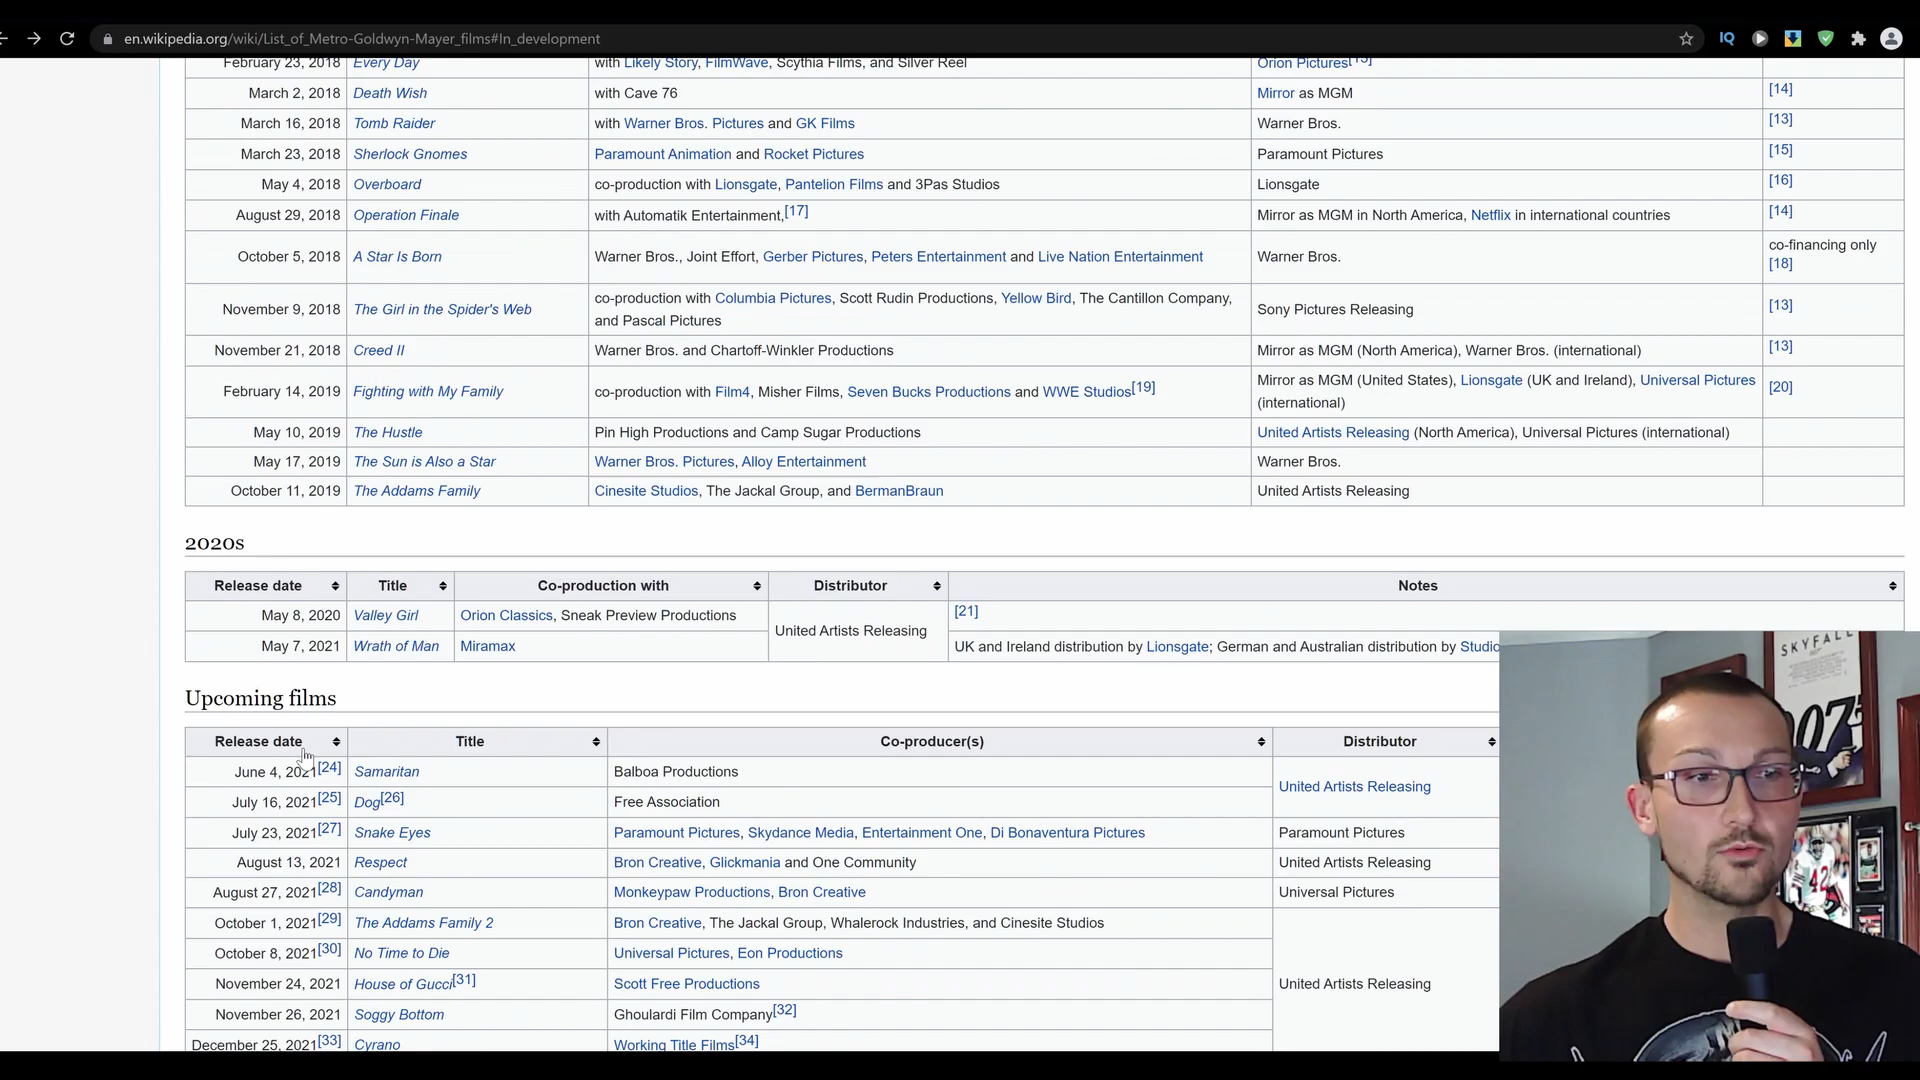 en.wikipedia.org/wiki/List_of_Metro-Goldwyn-Mayer_films#In_development
IQ
February 23, 2018 Every Day with Likely Story, FilmWave, Scythia Films, and Silver Reel Orion Pictures[13]
March 2, 2018 Death Wish with Cave 76 Mirror as MGM [14]
March 16, 2018 Tomb Raider with Warner Bros. Pictures and GK Films Warner Bros. [13]
March 23, 2018 Sherlock Gnomes Paramount Animation and Rocket Pictures Paramount Pictures [15]
May 4, 2018 Overboard co-production with Lionsgate, Pantelion Films and 3Pas Studios Lionsgate [16]
August 29, 2018 Operation Finale with Automatik Entertainment,[17] Mirror as MGM in North America, Netflix in international countries [14]
October 5, 2018 A Star Is Born Warner Bros., Joint Effort, Gerber Pictures, Peters Entertainment and Live Nation Entertainment Warner Bros. co-financing only
[18]
November 9, 2018 The Girl in the Spider's Web co-production with Columbia Pictures, Scott Rudin Productions, Yellow Bird, The Cantillon Company, Sony Pictures Releasing [13]
and Pascal Pictures
November 21, 2018 Creed II Warner Bros. and Chartoff-Winkler Productions Mirror as MGM (North America), Warner Bros. (international) [13]
February 14, 2019 Fighting with My Family co-production with Film4, Misher Films, Seven Bucks Productions and WWE Studios[19] Mirror as MGM (United States), Lionsgate (UK and Ireland), Universal Pictures [20]
(international)
May 10, 2019 The Hustle Pin High Productions and Camp Sugar Productions United Artists Releasing (North America), Universal Pictures (international)
May 17, 2019 The Sun is Also a Star Warner Bros. Pictures, Alloy Entertainment Warner Bros.
October 11, 2019 The Addams Family Cinesite Studios, The Jackal Group, and BermanBraun United Artists Releasing
2020s
Release date Title Co-production with Distributor Notes
May 8, 2020 Valley Girl Orion Classics, Sneak Preview Productions [21]
United Artists Releasing
May 7, 2021 Wrath of Man Miramax UK and Ireland distribution by Lionsgate; German and Australian distribution by Studio
Upcoming films
Release date Title Co-producer(s) Distributor
June 4, 2021[24] Samaritan Balboa Productions
United Artists Releasing
July 16, 2021[25] Dog[26] Free Association
July 23, 2021[27] Snake Eyes Paramount Pictures, Skydance Media, Entertainment One, Di Bonaventura Pictures Paramount Pictures
August 13, 2021 Respect Bron Creative, Glickmania and One Community United Artists Releasing
August 27, 2021[28] Candyman Monkeypaw Productions, Bron Creative Universal Pictures
October 1, 2021[29] The Addams Family 2 Bron Creative, The Jackal Group, Whalerock Industries, and Cinesite Studios
October 8, 2021[30] No Time to Die Universal Pictures, Eon Productions
November 24, 2021 House of Gucci[31] Scott Free Productions United Artists Releasing
November 26, 2021 Soggy Bottom Ghoulardi Film Company[32]
December 25, 2021[33] Cyrano Working Title Films[34]
SKYFALL
007
42